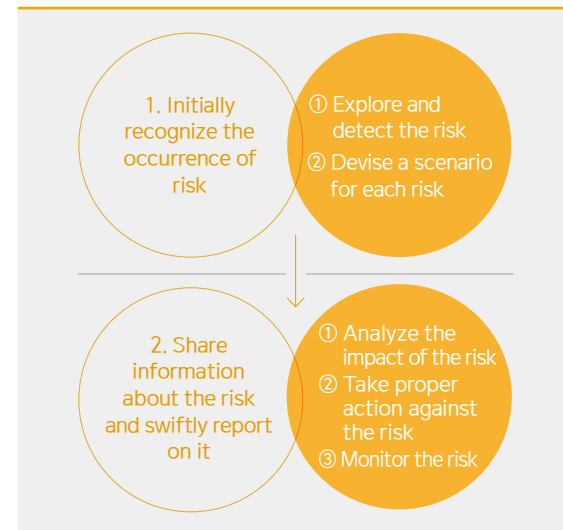 1. Initially
recognize the
occurrence of
risk
① Explore and
detect the risk
② Devise a scenario
for each risk
2. Share
information
about the risk
and swiftly report
on it
① Analyze the
impact of the risk
② Take proper
action against
the risk
③ Monitor the risk